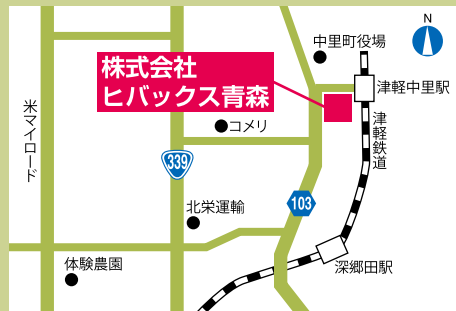 N
中里町役場
株式会社
ヒバックス青森
津軽中里駅
コメリ
津軽鉄道
米マイロード
339
103
北栄運輸
体験農園
深郷田駅